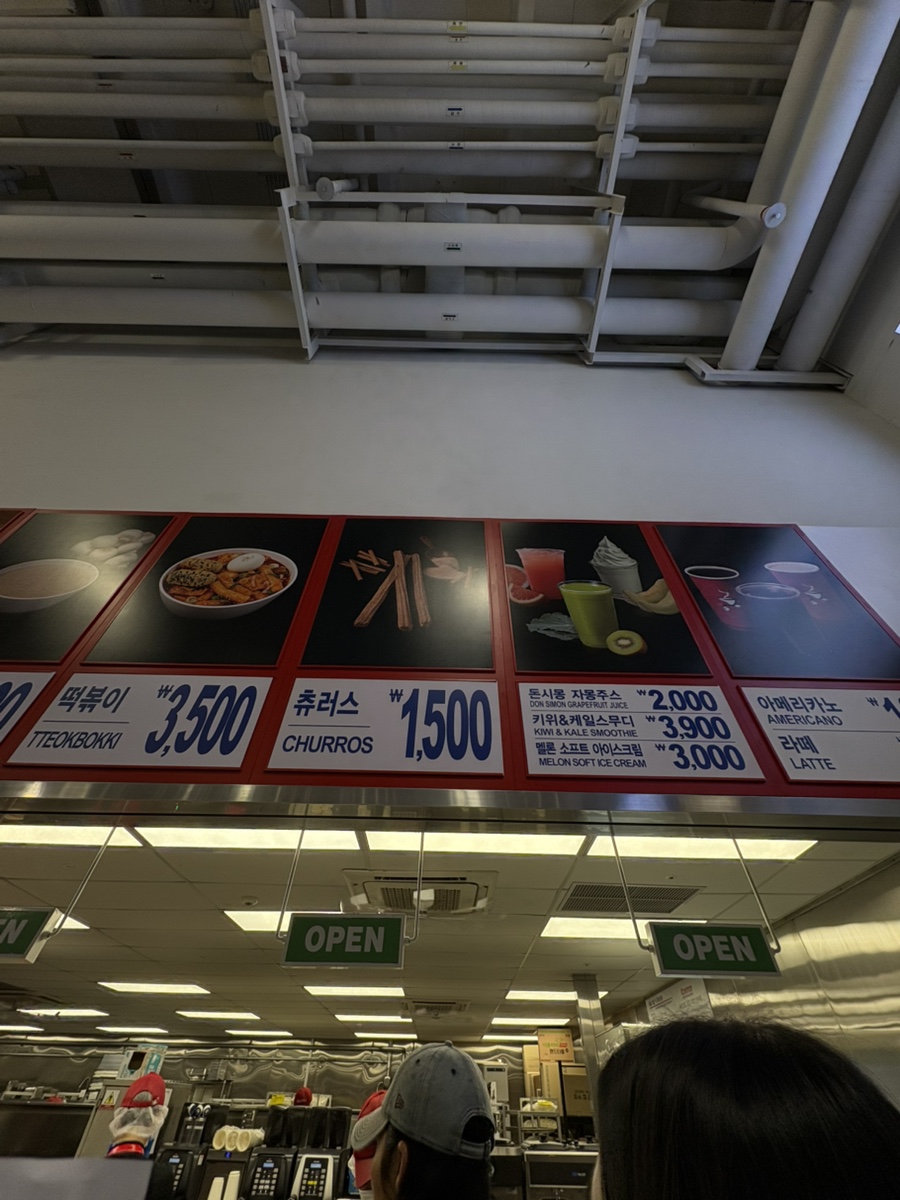 떡볶이
₩3,500
TTEOKBOKKI
츄러스
₩1,500
CHURROS
돈시몽 자몽주스 ₩2,000
DON SIMON GRAPEFRUIT JUICE
키위&케일스무디 ₩3,900
KIWI & KALE SMOOTHIE
멜론 소프트 아이스크림 ₩3,000
MELON SOFT ICE CREAM
아메리카노
AMERICANO
라떼
LATTE
OPEN
OPEN